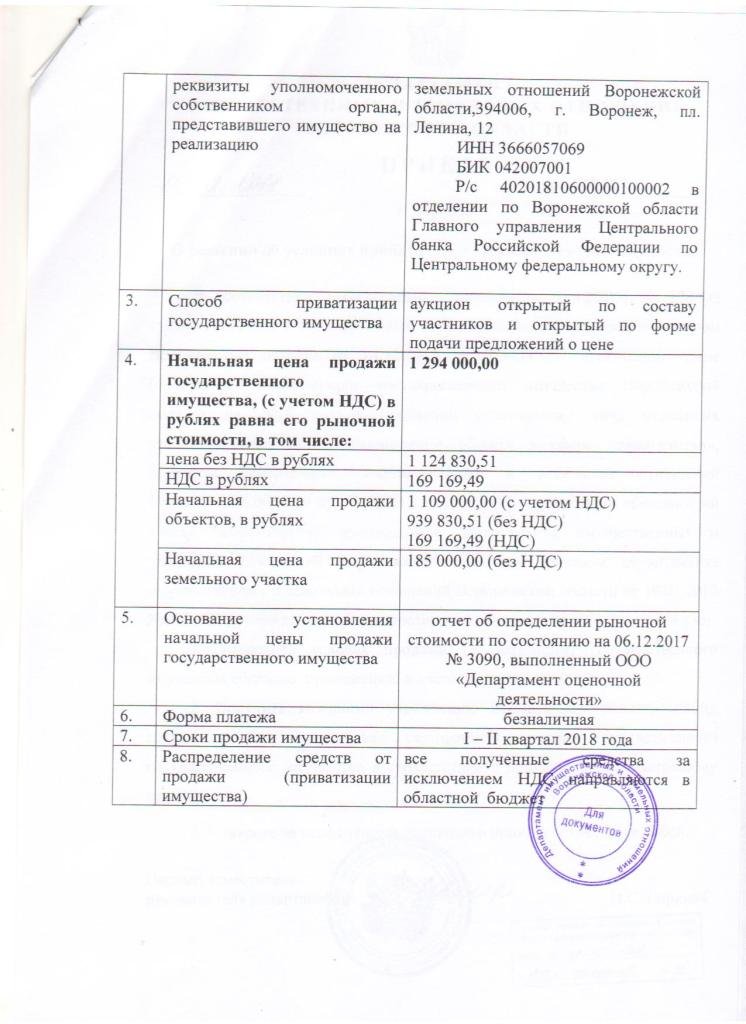 реквизиты уполномоченного
собственником органа,
представившего имущество на
реализацию
земельных отношений Воронежской
области,394006, г. Воронеж, пл.
Ленина, 12
ИНН 3666057069
БИК 042007001
Р/с 40201810600000100002 в
отделении по Воронежской области
Главного управления Центрального
банка Российской Федерации по
Центральному федеральному округу.
3.
Способ приватизации
государственного имущества
аукцион открытый по составу
участников и открытый по форме
подачи предложений о цене
4.
Начальная цена продажи
государственного
имущества, (с учетом НДС) в
рублях равна его рыночной
стоимости, в том числе:
1 294 000,00
цена без НДС в рублях
1 124 830,51
НДС в рублях
169 169,49
Начальная цена продажи
объектов, в рублях
1 109 000,00 (с учетом НДС)
939 830,51 (без НДС)
169 169,49 (НДС)
Начальная цена продажи
земельного участка
185 000,00 (без НДС)
5.
Основание установления
начальной цены продажи
государственного имущества
отчет об определении рыночной
стоимости по состоянию на 06.12.2017
№ 3090, выполненный ООО
«Департамент оценочной
деятельности»
6.
Форма платежа
безналичная
7.
Сроки продажи имущества
I – II квартал 2018 года
8.
Распределение средств от
продажи (приватизации
имущества)
все полученные средства за
исключением НДС направляются в
областной бюджет
Департамент имущественных и земельных отношений
Воронежской области
Для
документов